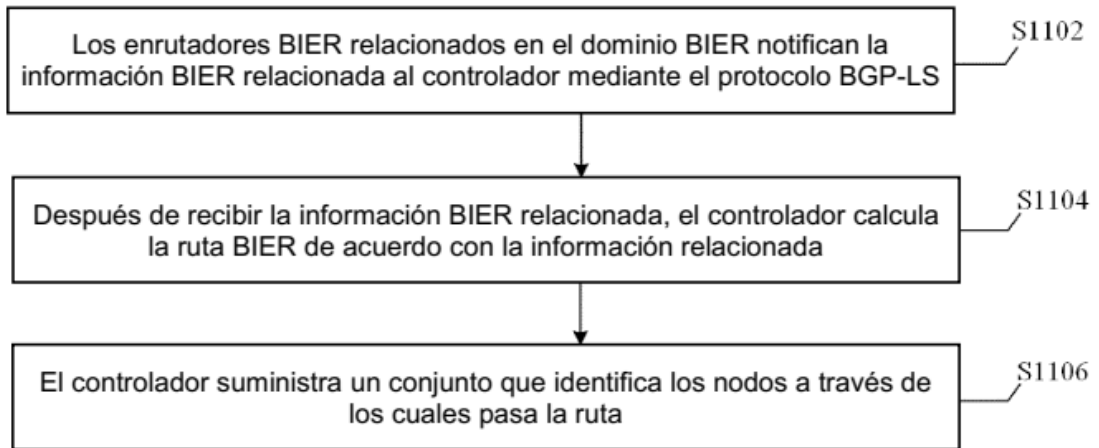 Los enrutadores BIER relacionados en el dominio BIER notifican la
información BIER relacionada al controlador mediante el protocolo BGP-LS
S1102
Después de recibir la información BIER relacionada, el controlador calcula
la ruta BIER de acuerdo con la información relacionada
S1104
El controlador suministra un conjunto que identifica los nodos a través de
los cuales pasa la ruta
S1106